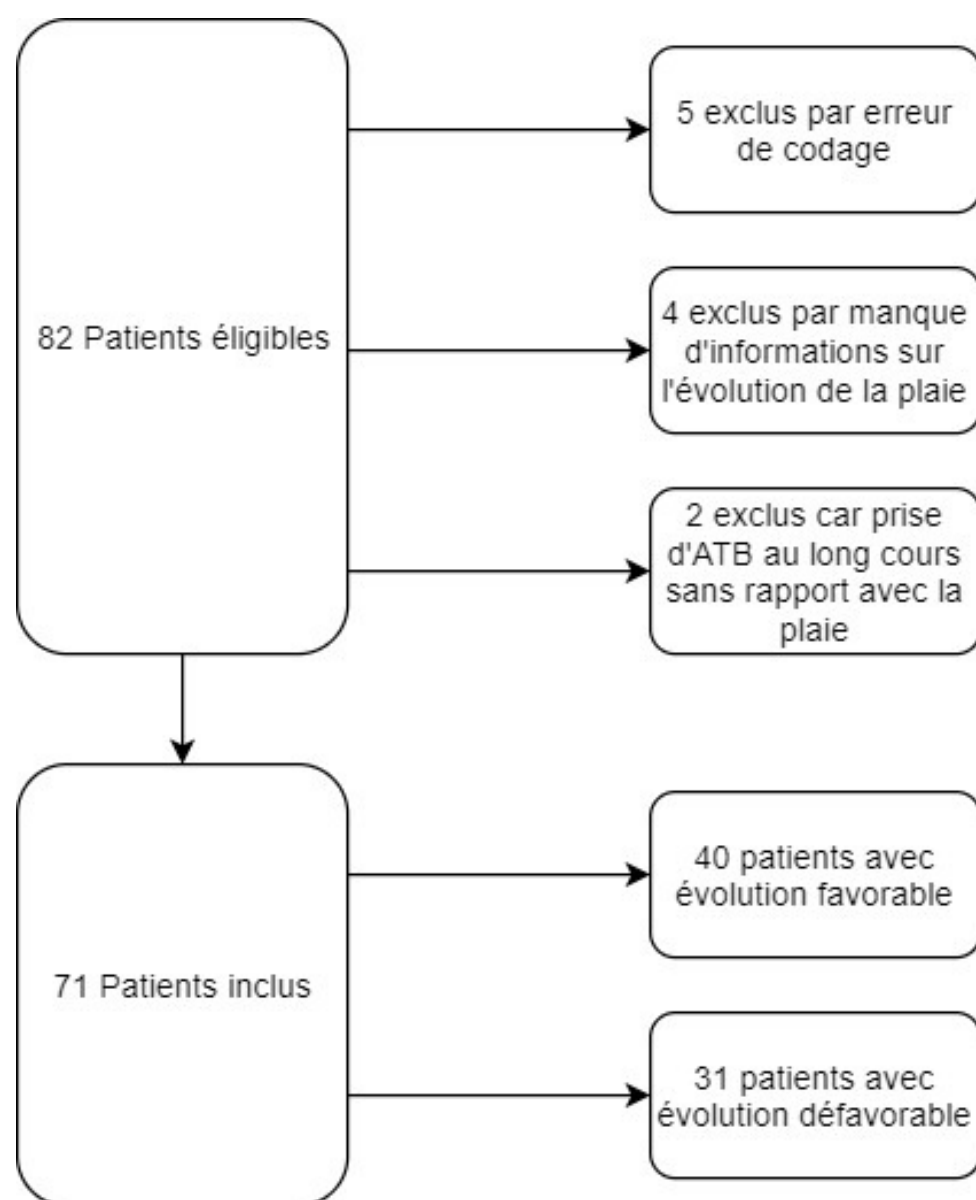 82 Patients éligibles
5 exclus par erreur
de codage
4 exclus par manque
d'informations sur
l'évolution de la plaie
2 exclus car prise
d'ATB au long cours
sans rapport avec la
plaie
71 Patients inclus
40 patients avec
évolution favorable
31 patients avec
évolution défavorable